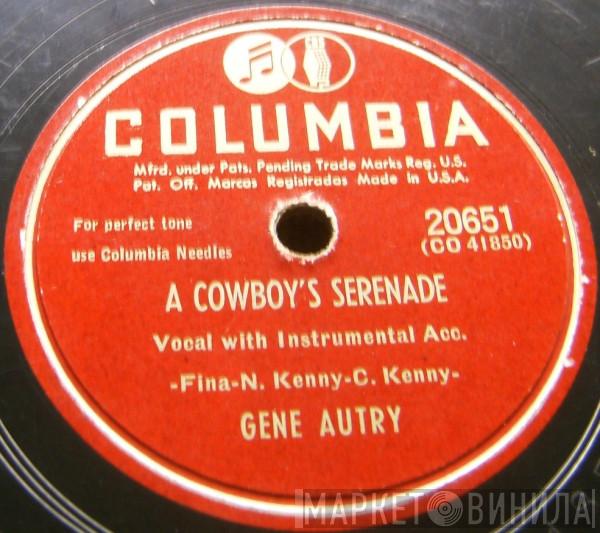 COLUMBIA
Mfrd. under Pats. Pending Trade Marks Reg. U.S.
Pat. Off. Marcas Registradas Made in U.S.A.
For perfect tone
use Columbia Needles
20651
(CO 41850)
A COWBOY'S SERENADE
Vocal with Instrumental Acc.
-Fina-N. Kenny-C. Kenny-
GENE AUTRY
МАРКЕТ ВИНИЛА